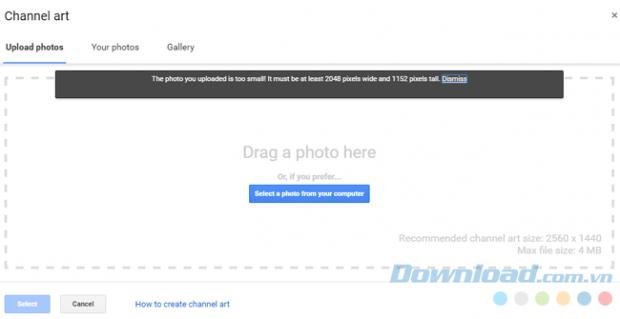 Channel art
×
Upload photos Your photos Gallery
The photo you uploaded is too small! It must be at least 2048 pixels wide and 1152 pixels tall. Dismiss
Drag a photo here
Or, if you prefer...
Select a photo from your computer
Recommended channel art size: 2560 x 1440
Max file size: 4 MB
Download.com.vn
Select Cancel How to create channel art